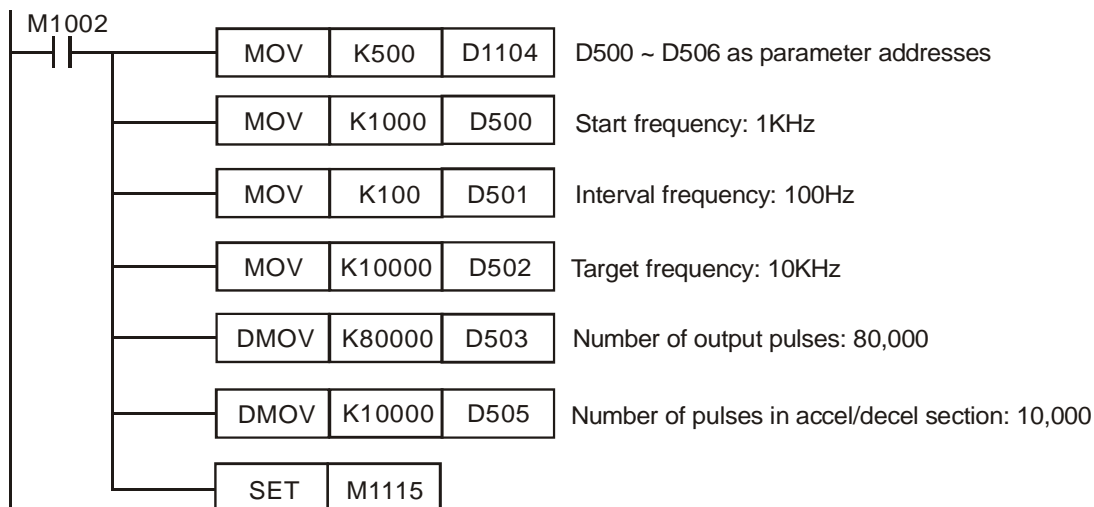 M1002
MOV K500 D1104 D500 ~ D506 as parameter addresses
MOV K1000 D500 Start frequency: 1KHz
MOV K100 D501 Interval frequency: 100Hz
MOV K10000 D502 Target frequency: 10KHz
DMOV K80000 D503 Number of output pulses: 80,000
DMOV K10000 D505 Number of pulses in accel/decel section: 10,000
SET M1115